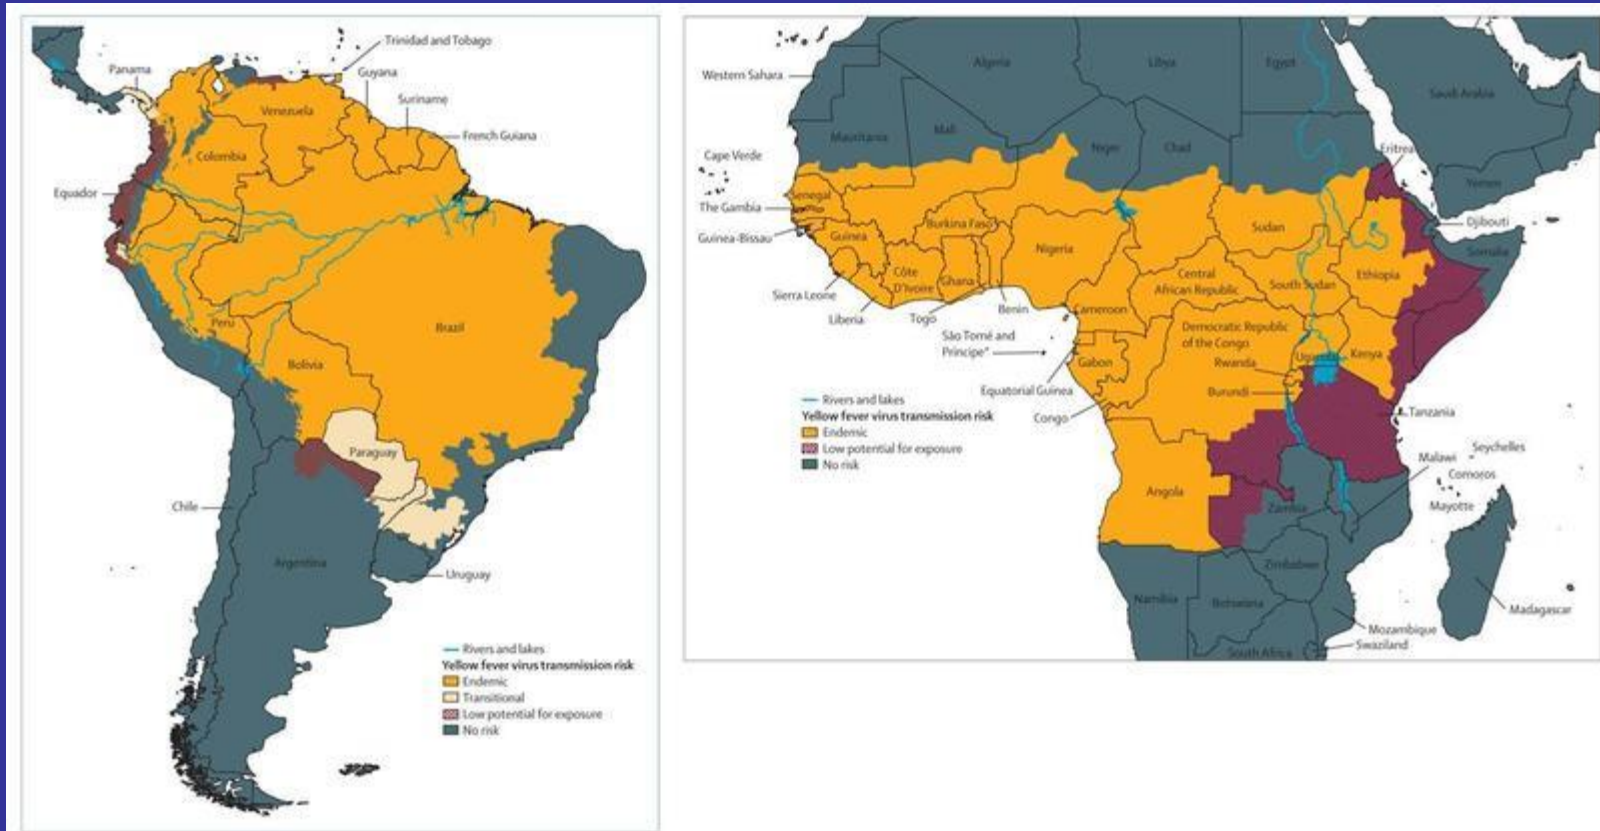 Trinidad and Tobago
Panama
Guyana
Suriname
Venezuela
French Guiana
Colombia
Equador
Peru
Brazil
Bolivia
Paraguay
Chile
Argentina
Uruguay
Rivers and lakes
Yellow fever virus transmission risk
Endemic
Transitional
Low potential for exposure
No risk
Western Sahara
Algeria
Libya
Egypt
Saudi Arabia
Mauritania
Mali
Niger
Chad
Eritrea
Cape Verde
Yemen
Senegal
The Gambia
Djibouti
Guinea-Bissau
Guinea
Burkina Faso
Nigeria
Sudan
Somalia
Côte
D'Ivoire
Ghana
Central
African Republic
South Sudan
Ethiopia
Sierra Leone
Liberia
Togo
Benin
Cameroon
São Tomé and
Principe*
Democratic Republic
of the Congo
Gabon
Rwanda
Uganda
Kenya
Equatorial Guinea
Burundi
Congo
Tanzania
Rivers and lakes
Yellow fever virus transmission risk
Endemic
Low potential for exposure
No risk
Malawi
Seychelles
Comoros
Mayotte
Angola
Zambia
Zimbabwe
Namibia
Botswana
Madagascar
Mozambique
Swaziland
South Africa